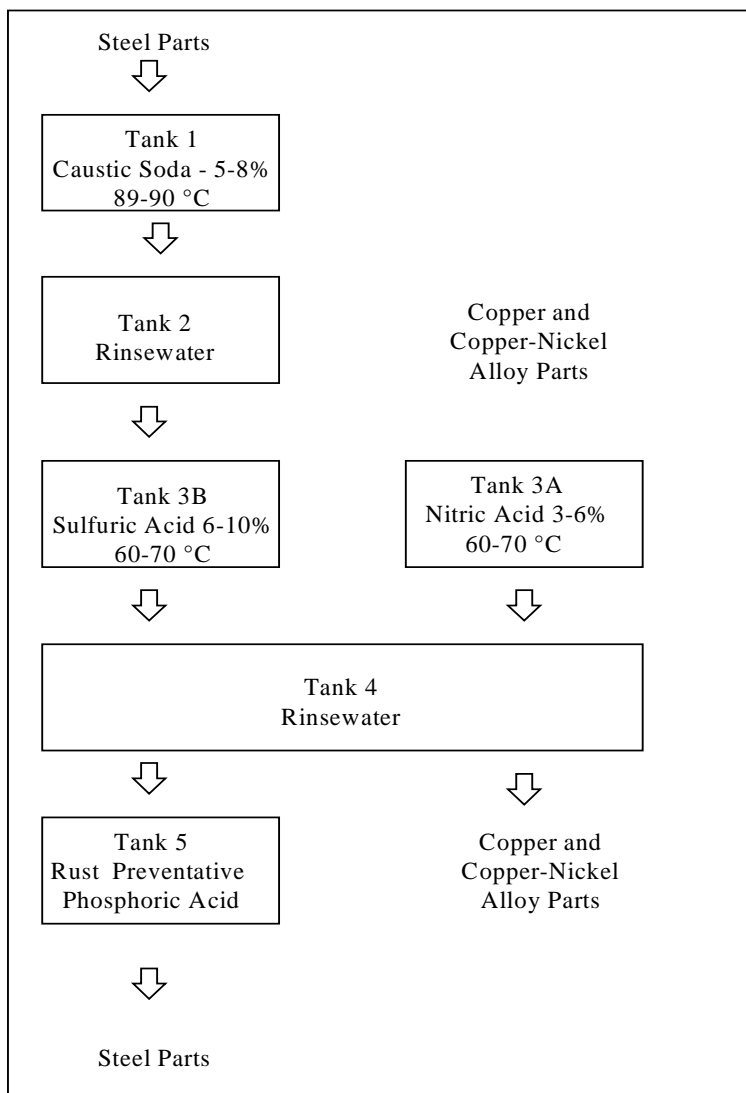 Steel Parts
Tank 1
Caustic Soda - 5-8%
89-90 °C
Tank 2
Rinsewater
Copper and
Copper-Nickel
Alloy Parts
Tank 3B
Sulfuric Acid 6-10%
60-70 °C
Tank 3A
Nitric Acid 3-6%
60-70 °C
Tank 4
Rinsewater
Tank 5
Rust Preventative
Phosphoric Acid
Copper and
Copper-Nickel
Alloy Parts
Steel Parts